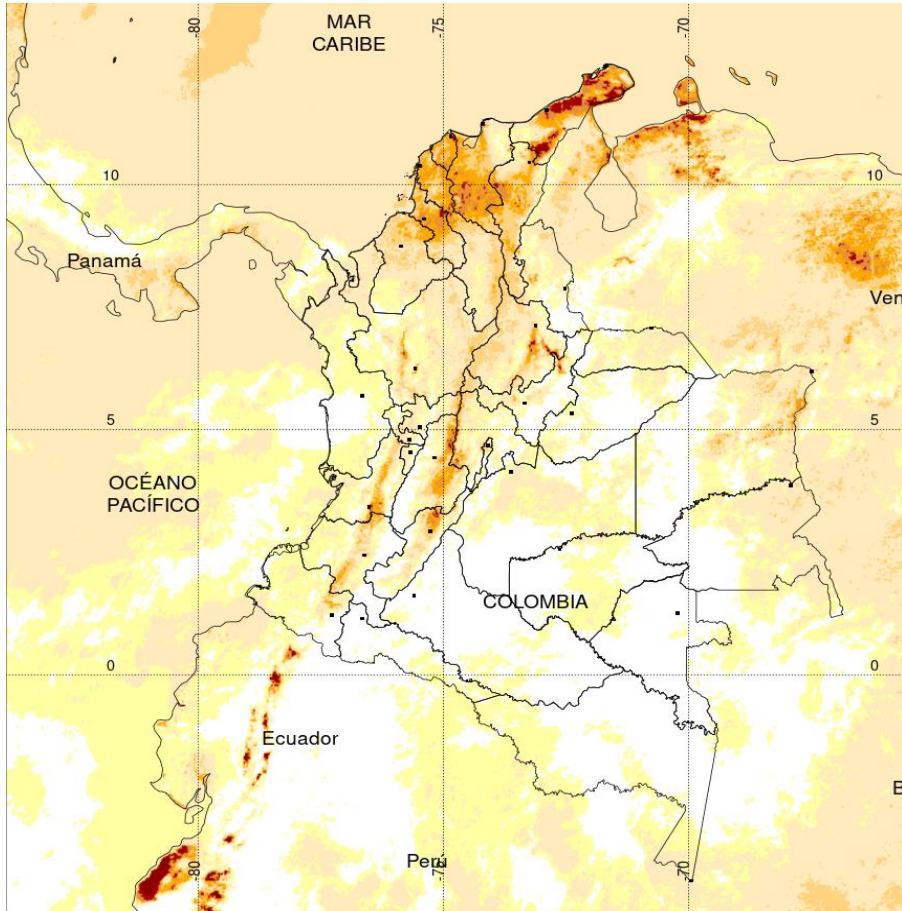 -80
-75
-70
MAR
CARIBE
10
10
Panamá
Ven
5
5
OCÉANO
PACÍFICO
COLOMBIA
0
0
Ecuador
B
Perú
-80
-75
-70